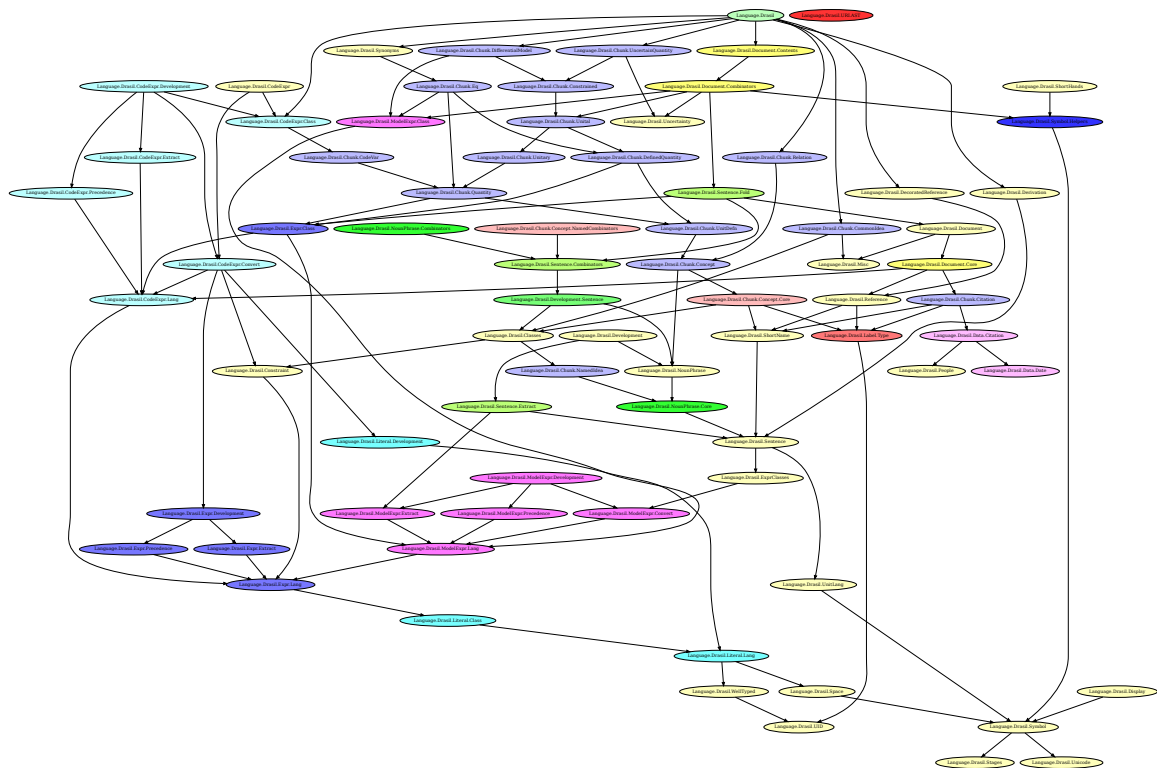 Language.Drasil
Language.Drasil.URI.AST
Language.Drasil.Synonyms
Language.Drasil.Chunk.DifferentialModel
Language.Drasil.Chunk.UncertainQuantity
Language.Drasil.Document.Contents
Language.Drasil.CodeExpr.Development
Language.Drasil.CodeExpr
Language.Drasil.Chunk.Eq
Language.Drasil.Chunk.Constrained
Language.Drasil.Document.Combinators
Language.Drasil.ShortHands
Language.Drasil.CodeExpr.Class
Language.Drasil.ModelExpr.Class
Language.Drasil.Chunk.Unital
Language.Drasil.Uncertainty
Language.Drasil.Symbol.Helpers
Language.Drasil.CodeExpr.Extract
Language.Drasil.Chunk.CodeVar
Language.Drasil.Chunk.Unitary
Language.Drasil.Chunk.DefinedQuantity
Language.Drasil.Chunk.Relation
Language.Drasil.CodeExpr.Precedence
Language.Drasil.Chunk.Quantity
Language.Drasil.Sentence.Fold
Language.Drasil.DecoratedReference
Language.Drasil.Derivation
Language.Drasil.Expr.Class
Language.Drasil.NounPhrase.Combinators
Language.Drasil.Chunk.Concept.NamedCombinators
Language.Drasil.Chunk.UnitDefn
Language.Drasil.Chunk.CommonIdea
Language.Drasil.Document
Language.Drasil.CodeExpr.Convert
Language.Drasil.Sentence.Combinators
Language.Drasil.Chunk.Concept
Language.Drasil.Misc
Language.Drasil.Document.Core
Language.Drasil.CodeExpr.Lang
Language.Drasil.Development.Sentence
Language.Drasil.Chunk.Concept.Core
Language.Drasil.Reference
Language.Drasil.Chunk.Citation
Language.Drasil.Classes
Language.Drasil.Development
Language.Drasil.ShortName
Language.Drasil.Label.Type
Language.Drasil.Data.Citation
Language.Drasil.Constraint
Language.Drasil.Chunk.NamedIdea
Language.Drasil.NounPhrase
Language.Drasil.People
Language.Drasil.Data.Date
Language.Drasil.Sentence.Extract
Language.Drasil.NounPhrase.Core
Language.Drasil.Literal.Development
Language.Drasil.Sentence
Language.Drasil.ModelExpr.Development
Language.Drasil.ExprClasses
Language.Drasil.Expr.Development
Language.Drasil.ModelExpr.Extract
Language.Drasil.ModelExpr.Precedence
Language.Drasil.ModelExpr.Convert
Language.Drasil.Expr.Precedence
Language.Drasil.Expr.Extract
Language.Drasil.ModelExpr.Lang
Language.Drasil.Expr.Lang
Language.Drasil.UnitLang
Language.Drasil.Literal.Class
Language.Drasil.Literal.Lang
Language.Drasil.WellTyped
Language.Drasil.Space
Language.Drasil.Display
Language.Drasil.UID
Language.Drasil.Symbol
Language.Drasil.Stages
Language.Drasil.Unicode